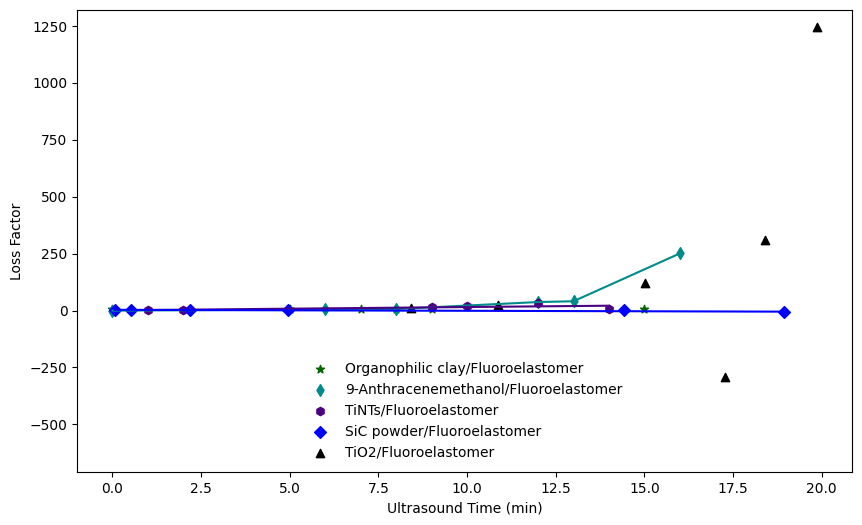 1250
1000
750
500
250
0
−250
−500
Loss Factor
Organophilic clay/Fluoroelastomer
9-Anthracenemethanol/Fluoroelastomer
TiNTs/Fluoroelastomer
SiC powder/Fluoroelastomer
TiO2/Fluoroelastomer
0.0 2.5 5.0 7.5 10.0 12.5 15.0 17.5 20.0
Ultrasound Time (min)